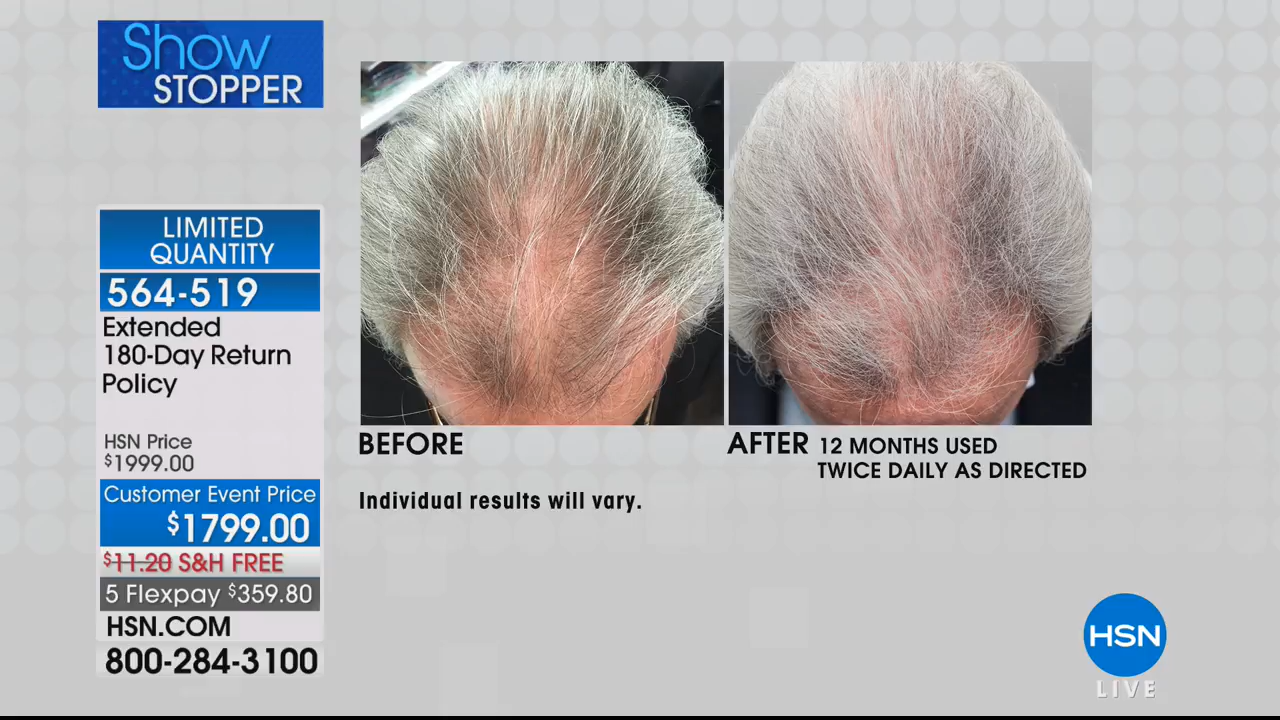 Show
STOPPER
LIMITED
QUANTITY
564-519
Extended
180-Day Return
Policy
HSN Price
$1999.00
Customer Event Price
$1799.00
$11.20 S&H FREE
5 Flexpay $359.80
HSN.COM
800-284-3100
BEFORE
AFTER 12 MONTHS USED
TWICE DAILY AS DIRECTED
Individual results will vary.
HSN
LIVE